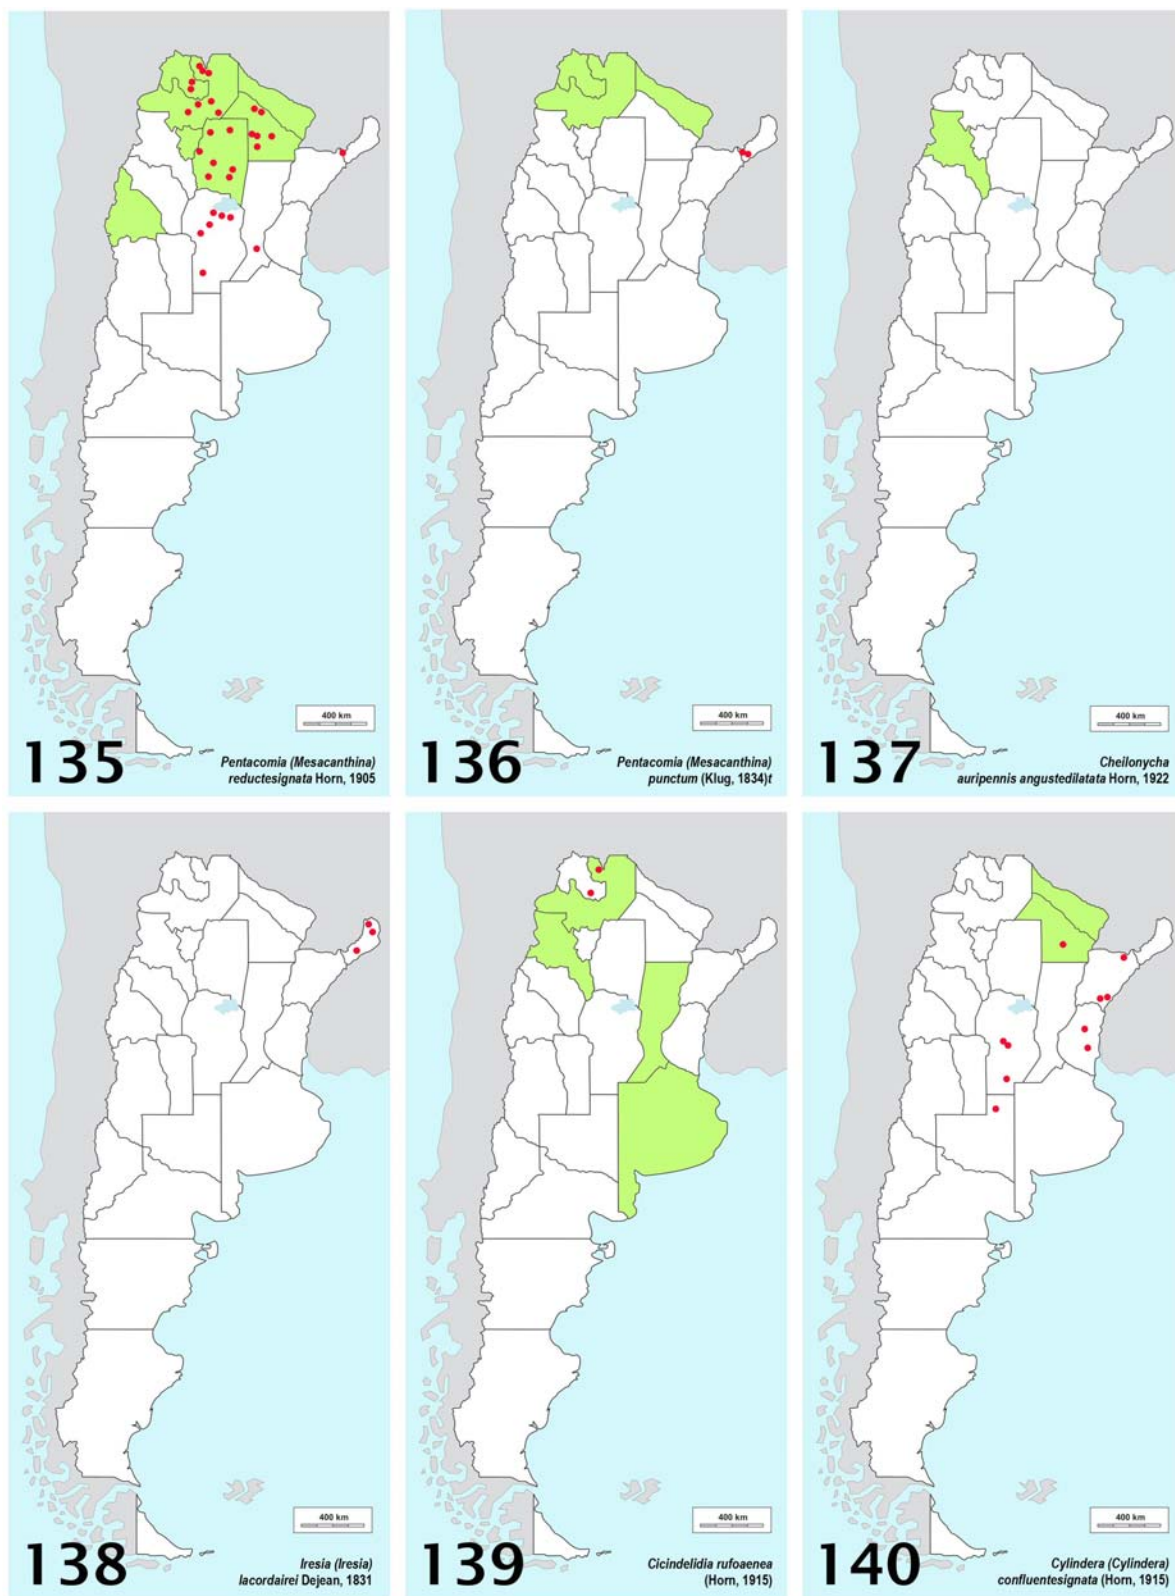 400 km
135
Pentacomia (Mesacanthina)
reductesignata Horn, 1905
400 km
136
Pentacomia (Mesacanthina)
punctum (Klug, 1834)t
400 km
137
Cheilonycha
auripennis angustedilatata Horn, 1922
400 km
138
Iresia (Iresia)
lacordairei Dejean, 1831
400 km
139
Cicindelidia rufoaenea
(Horn, 1915)
400 km
140
Cylindera (Cylindera)
confluentesignata (Horn, 1915)